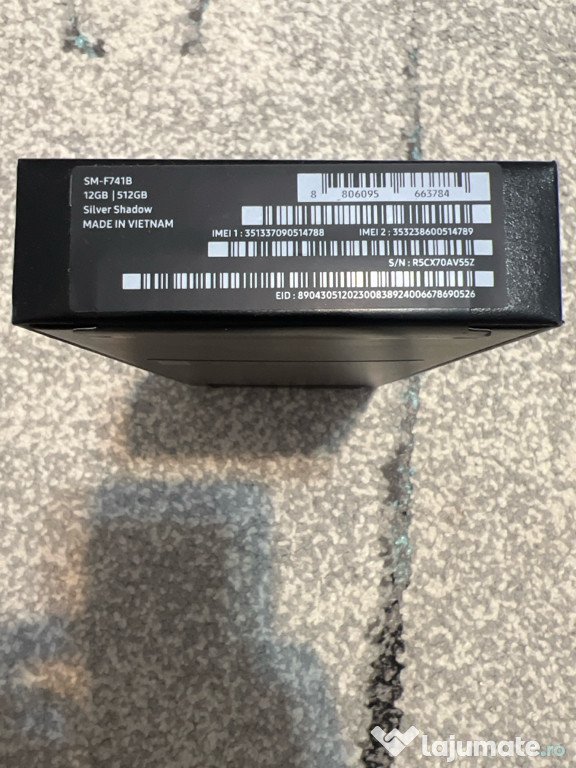 SM-F741B
12GB | 512GB
Silver Shadow
MADE IN VIETNAM
8 806095 663784
IMEI 1 : 351337090514788 IMEI 2 : 353238600514789
S/N : R5CX70AV55Z
EID : 89043051202300838924006678690526
lajumate.ro